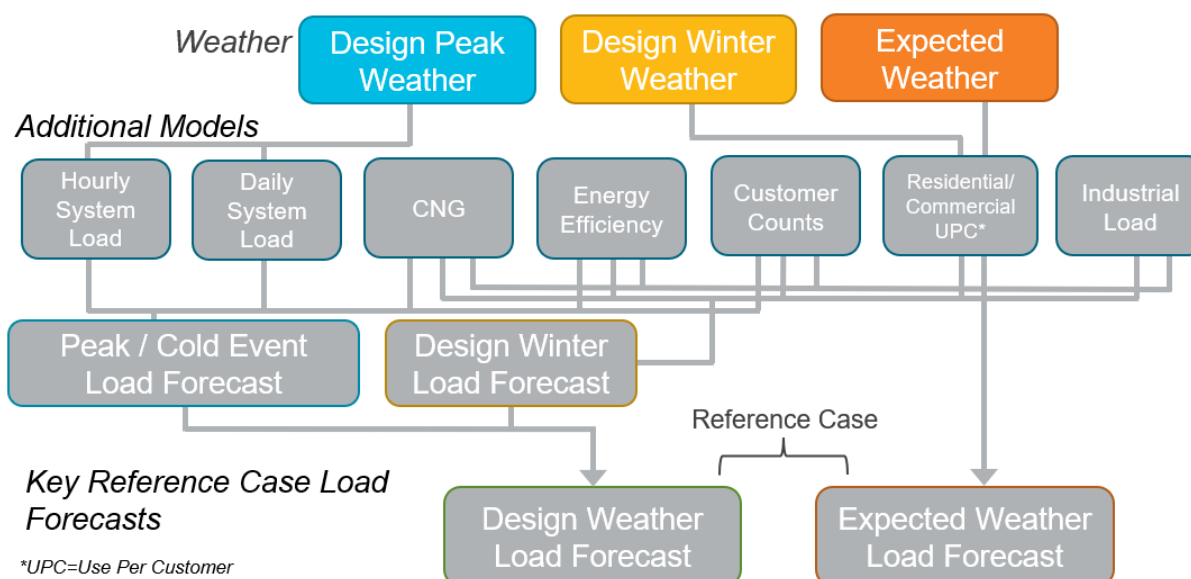 Weather
Design Peak
Weather
Design Winter
Weather
Expected
Weather
Additional Models
Hourly
System
Load
Daily
System
Load
CNG
Energy
Efficiency
Customer
Counts
Residential/
Commercial
UPC*
Industrial
Load
Peak / Cold Event
Load Forecast
Design Winter
Load Forecast
Reference Case
Key Reference Case Load
Forecasts
Design Weather
Load Forecast
Expected Weather
Load Forecast
*UPC=Use Per Customer